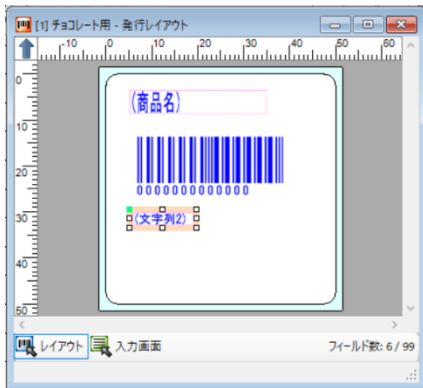 [1] チョコレート用 - 発行レイアウト
-10 0 10 20 30 40 50 60
0
10
20
30
40
50
(商品名)
0000000000000
(文字列2)
レイアウト 入力画面 フィールド数: 6 / 99